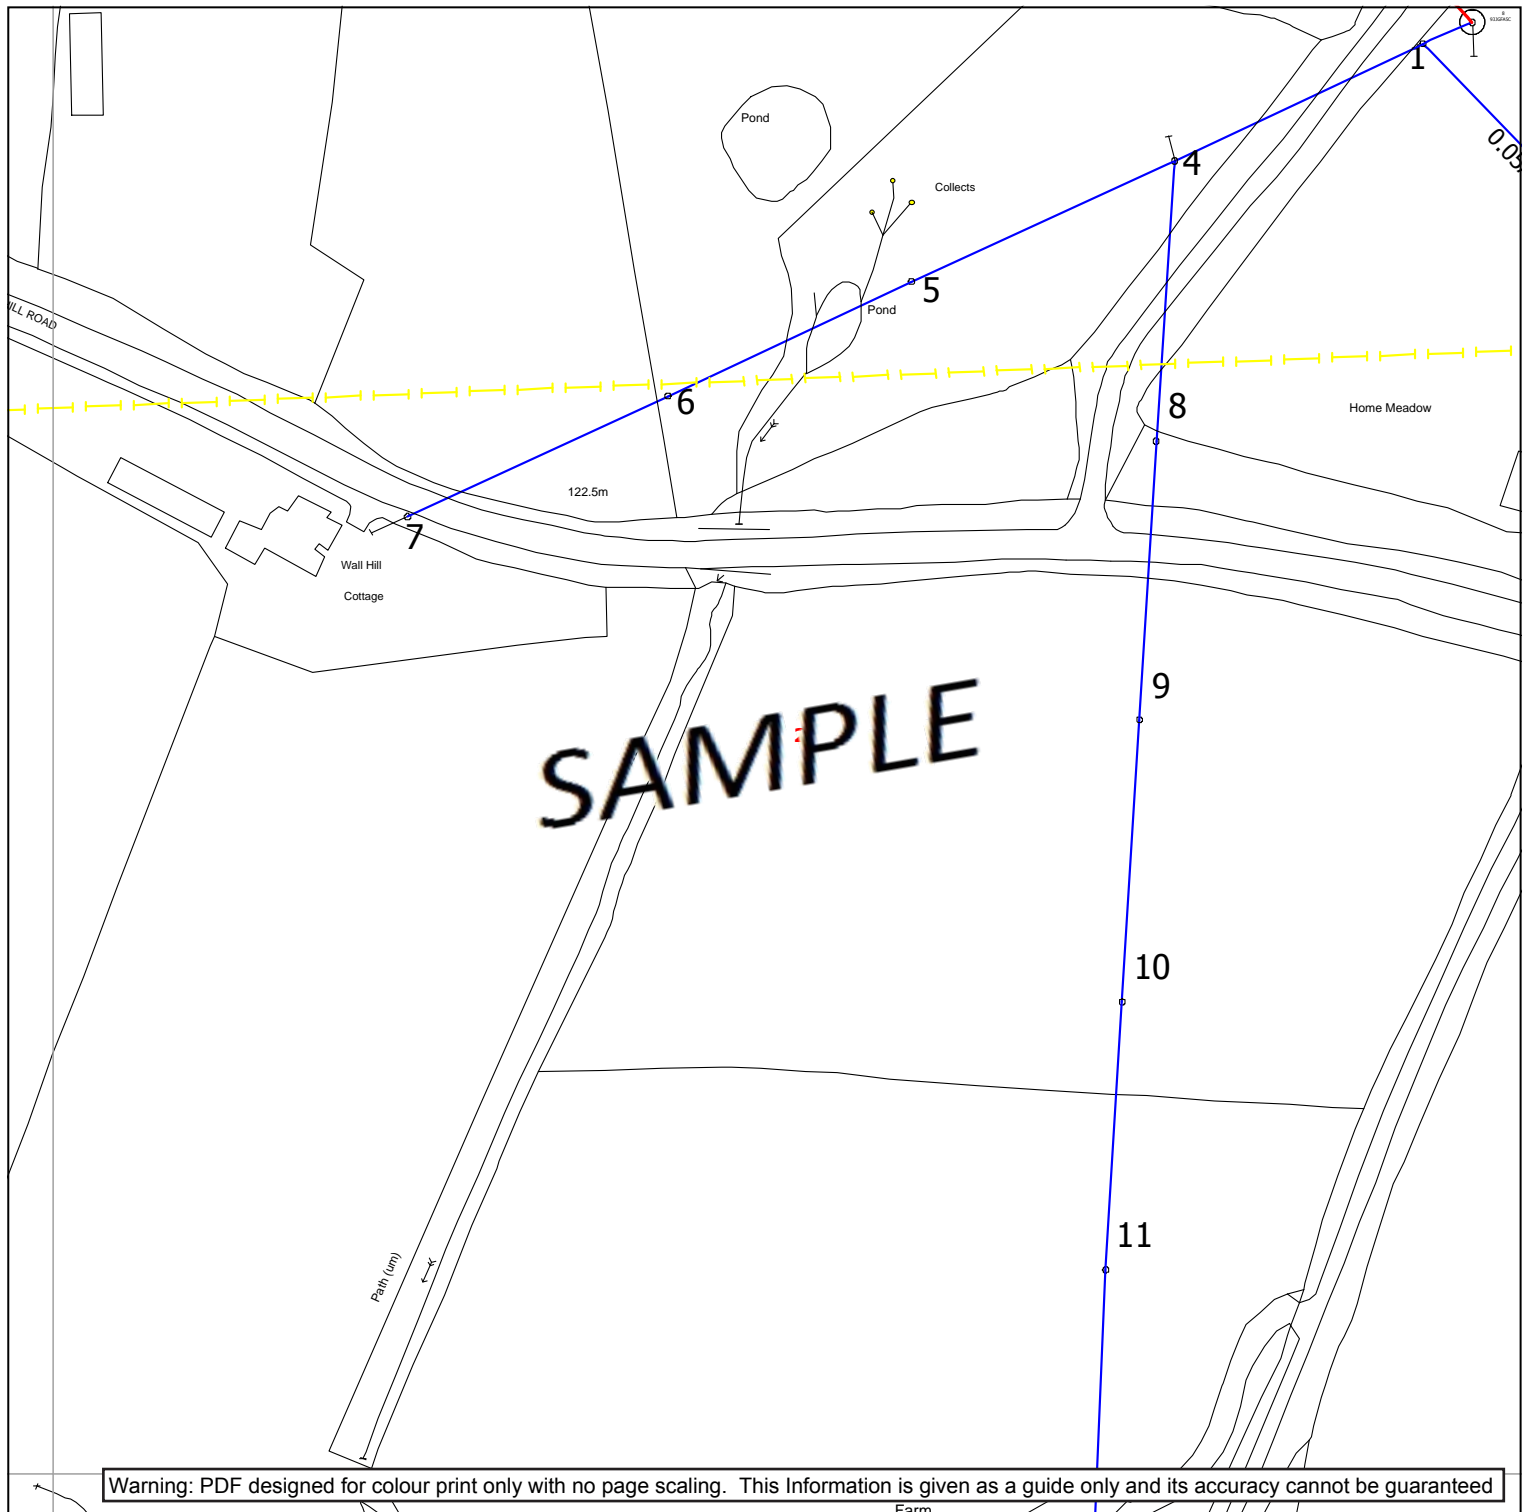 1
0.05
4
Pond
Collects
5
Pond
ILL ROAD
6
8
Home Meadow
122.5m
7
Wall Hill
Cottage
9
SAMPLE
10
11
Path (um)
Warning: PDF designed for colour print only with no page scaling. This Information is given as a guide only and its accuracy cannot be guaranteed
Farm